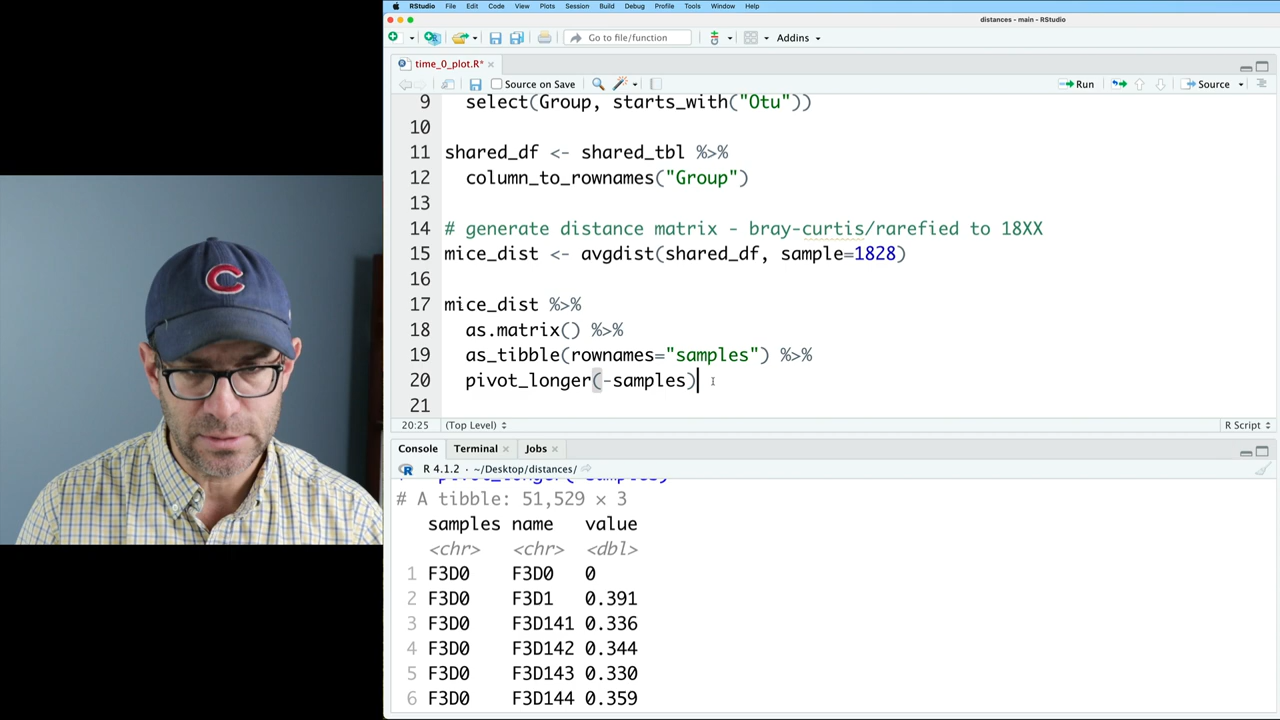 RStudio File Edit Code View Plots Session Build Debug Profile Tools Window Help
distances - main - RStudio
Go to file/function Addins
time_0_plot.R*
Source on Save Run Source
9 select(Group, starts_with("Otu"))
10
11 shared_df <- shared_tbl %>%
12 column_to_rownames("Group")
13
14 # generate distance matrix - bray-curtis/rarefied to 18XX
15 mice_dist <- avgdist(shared_df, sample=1828)
16
17 mice_dist %>%
18 as.matrix() %>%
19 as_tibble(rownames="samples") %>%
20 pivot_longer(-samples)
21
20:25 (Top Level) R Script
Console Terminal Jobs
R 4.1.2 · ~/Desktop/distances/
# A tibble: 51,529 × 3
samples name value
<chr> <chr> <dbl>
1 F3D0 F3D0 0
2 F3D0 F3D1 0.391
3 F3D0 F3D141 0.336
4 F3D0 F3D142 0.344
5 F3D0 F3D143 0.330
6 F3D0 F3D144 0.359
C